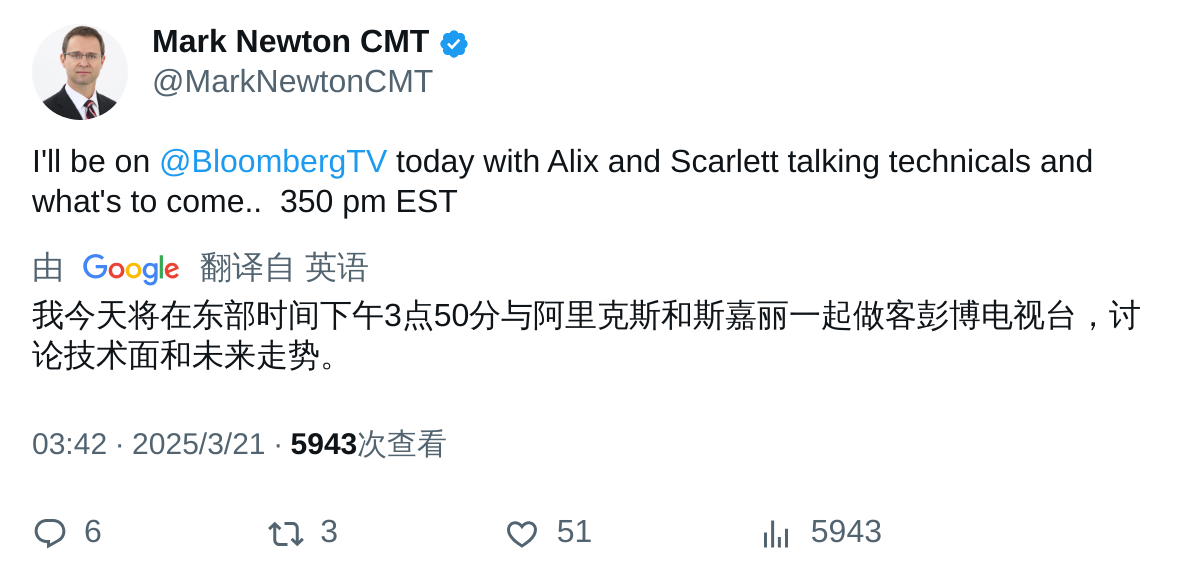 Mark Newton CMT
@MarkNewtonCMT
I'll be on @BloombergTV today with Alix and Scarlett talking technicals and
what's to come..  350 pm EST
由 Google 翻译自 英语
我今天将在东部时间下午3点50分与阿里克斯和斯嘉丽一起做客彭博电视台，讨
论技术面和未来走势。
03:42 · 2025/3/21 · 5943次查看
6 3 51 5943